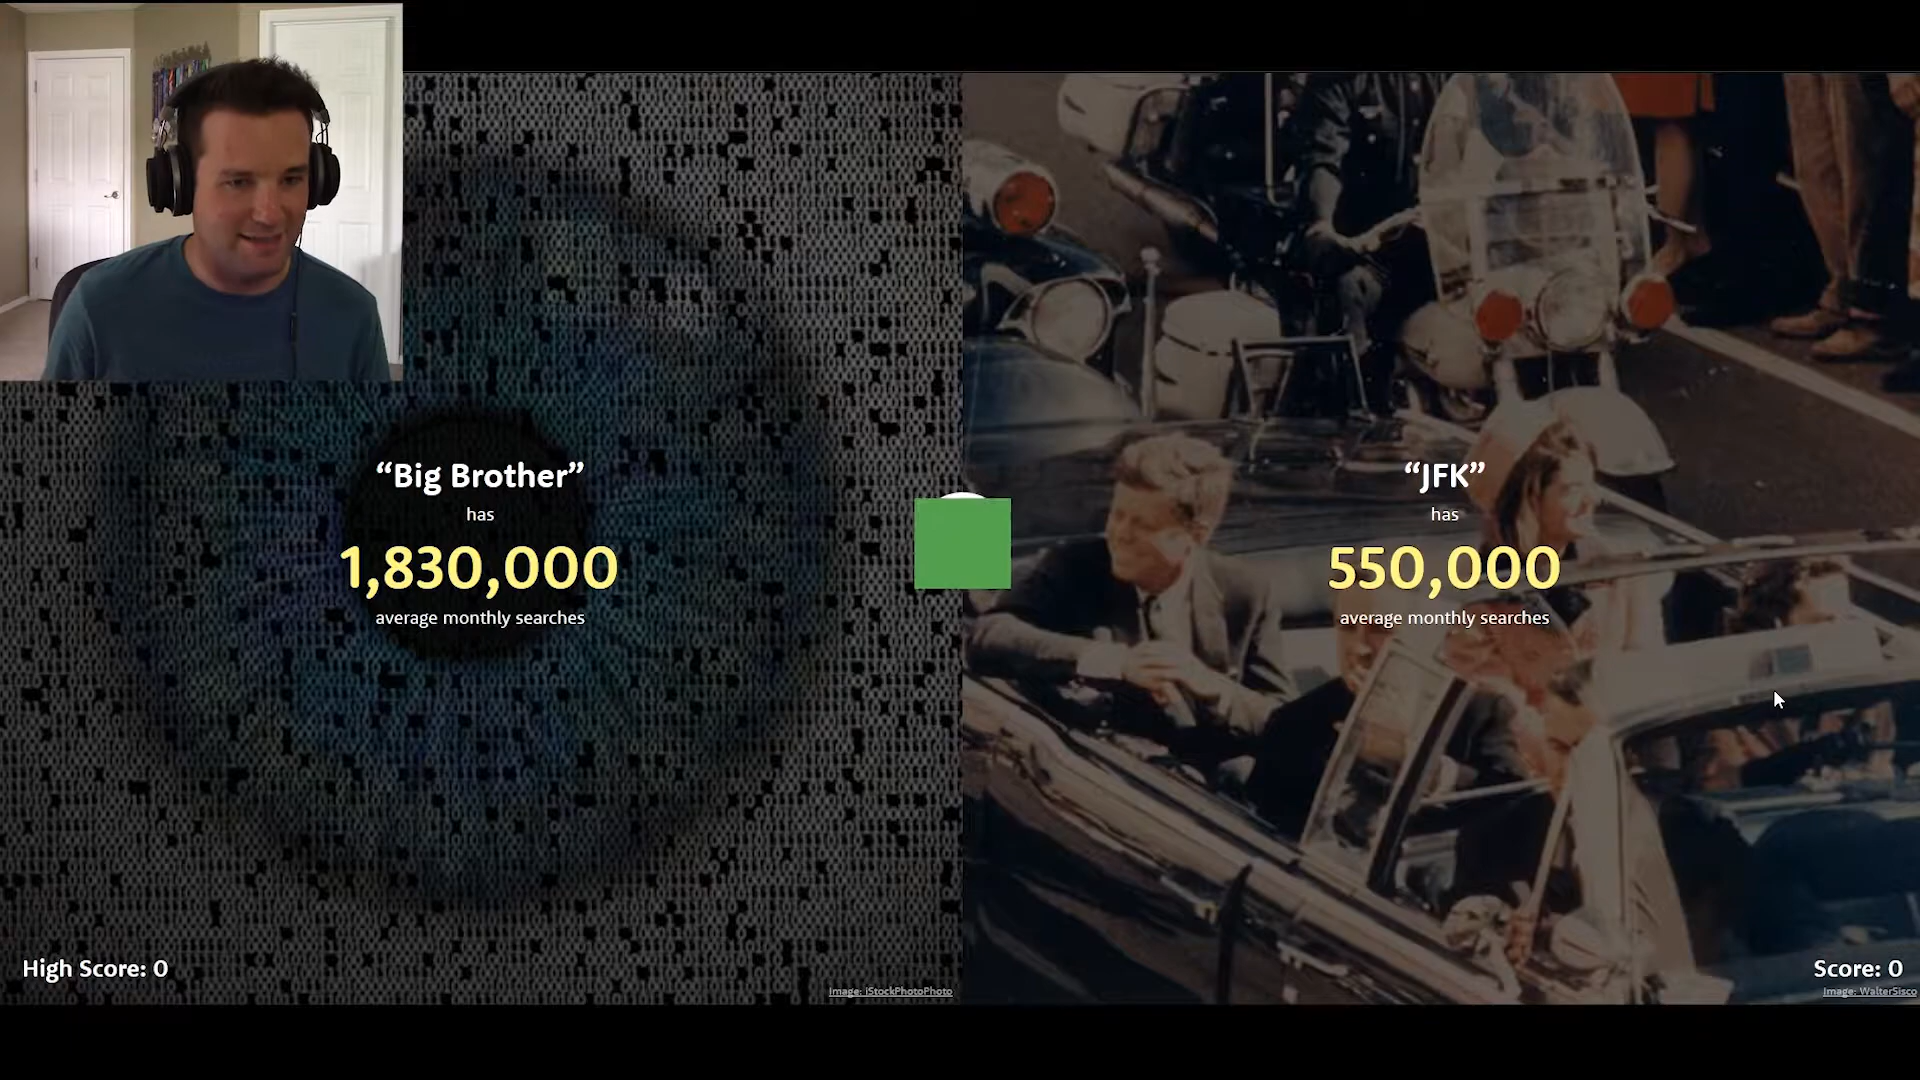 “Big Brother”
has
1,830,000
average monthly searches
“JFK”
has
550,000
average monthly searches
High Score: 0
Image: iStockPhotoPhoto
Score: 0
Image: WalterSisco